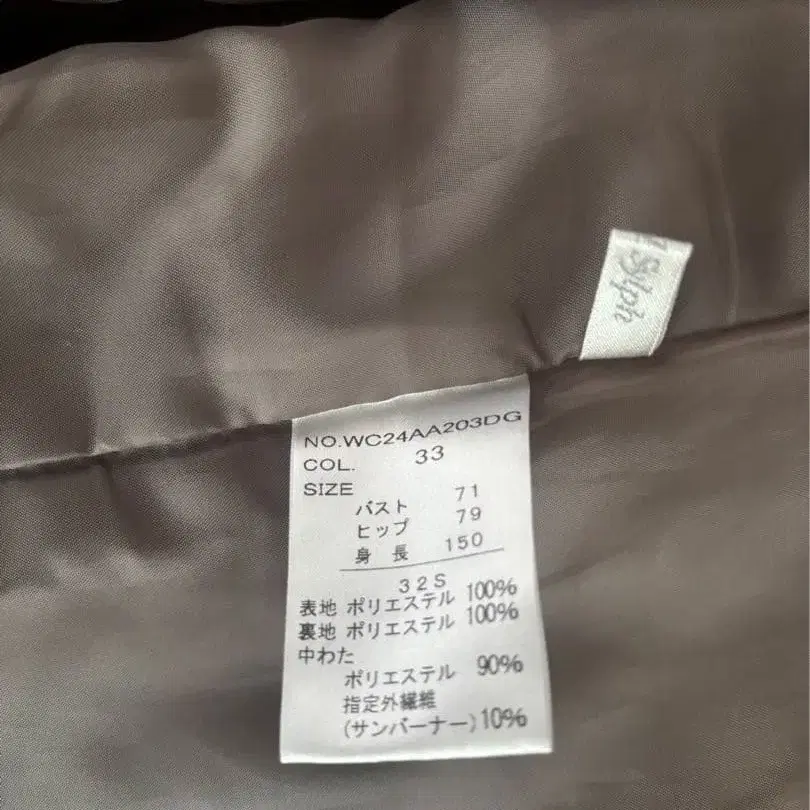 Silph
NO.WC24AA203DG
COL. 33
SIZE
バスト 71
ヒップ 79
身長 150
32S
表地 ポリエステル 100%
裏地 ポリエステル 100%
中わた
ポリエステル 90%
指定外繊維
(サンバーナー) 10%